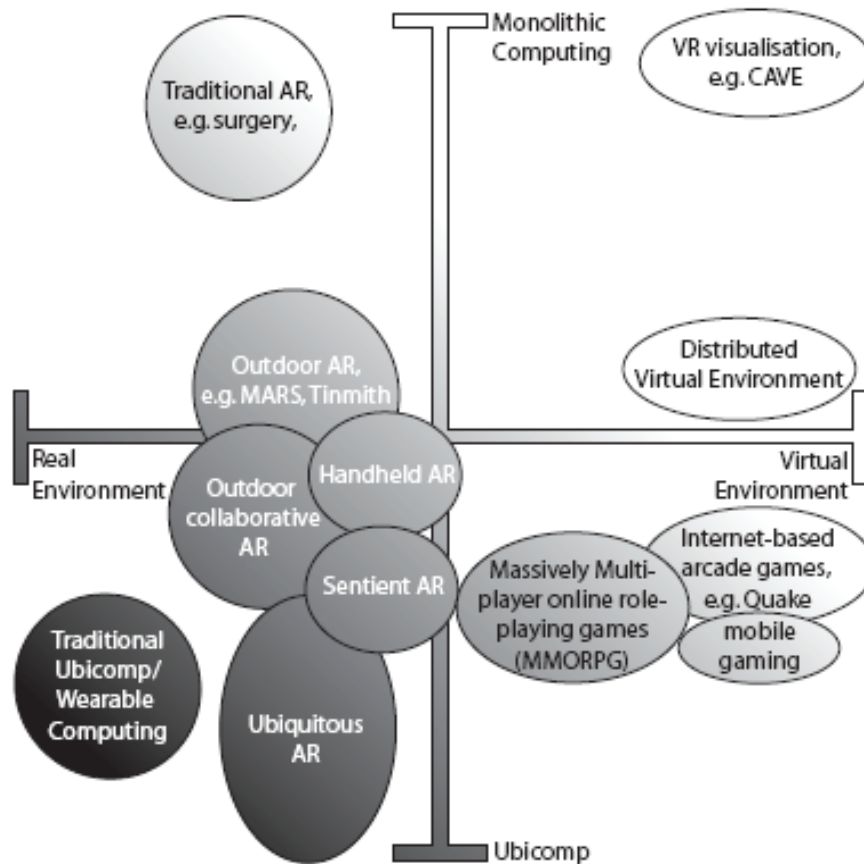 Monolithic
Computing
VR visualisation,
e.g. CAVE
Traditional AR,
e.g. surgery,
Outdoor AR,
e.g. MARS, Tinmith
Distributed
Virtual Environment
Real
Environment
Virtual
Environment
Handheld AR
Outdoor
collaborative
AR
Sentient AR
Massively Multi-
player online role-
playing games
(MMORPG)
Internet-based
arcade games,
e.g. Quake
mobile
gaming
Traditional
Ubicomp/
Wearable
Computing
Ubiquitous
AR
Ubicomp